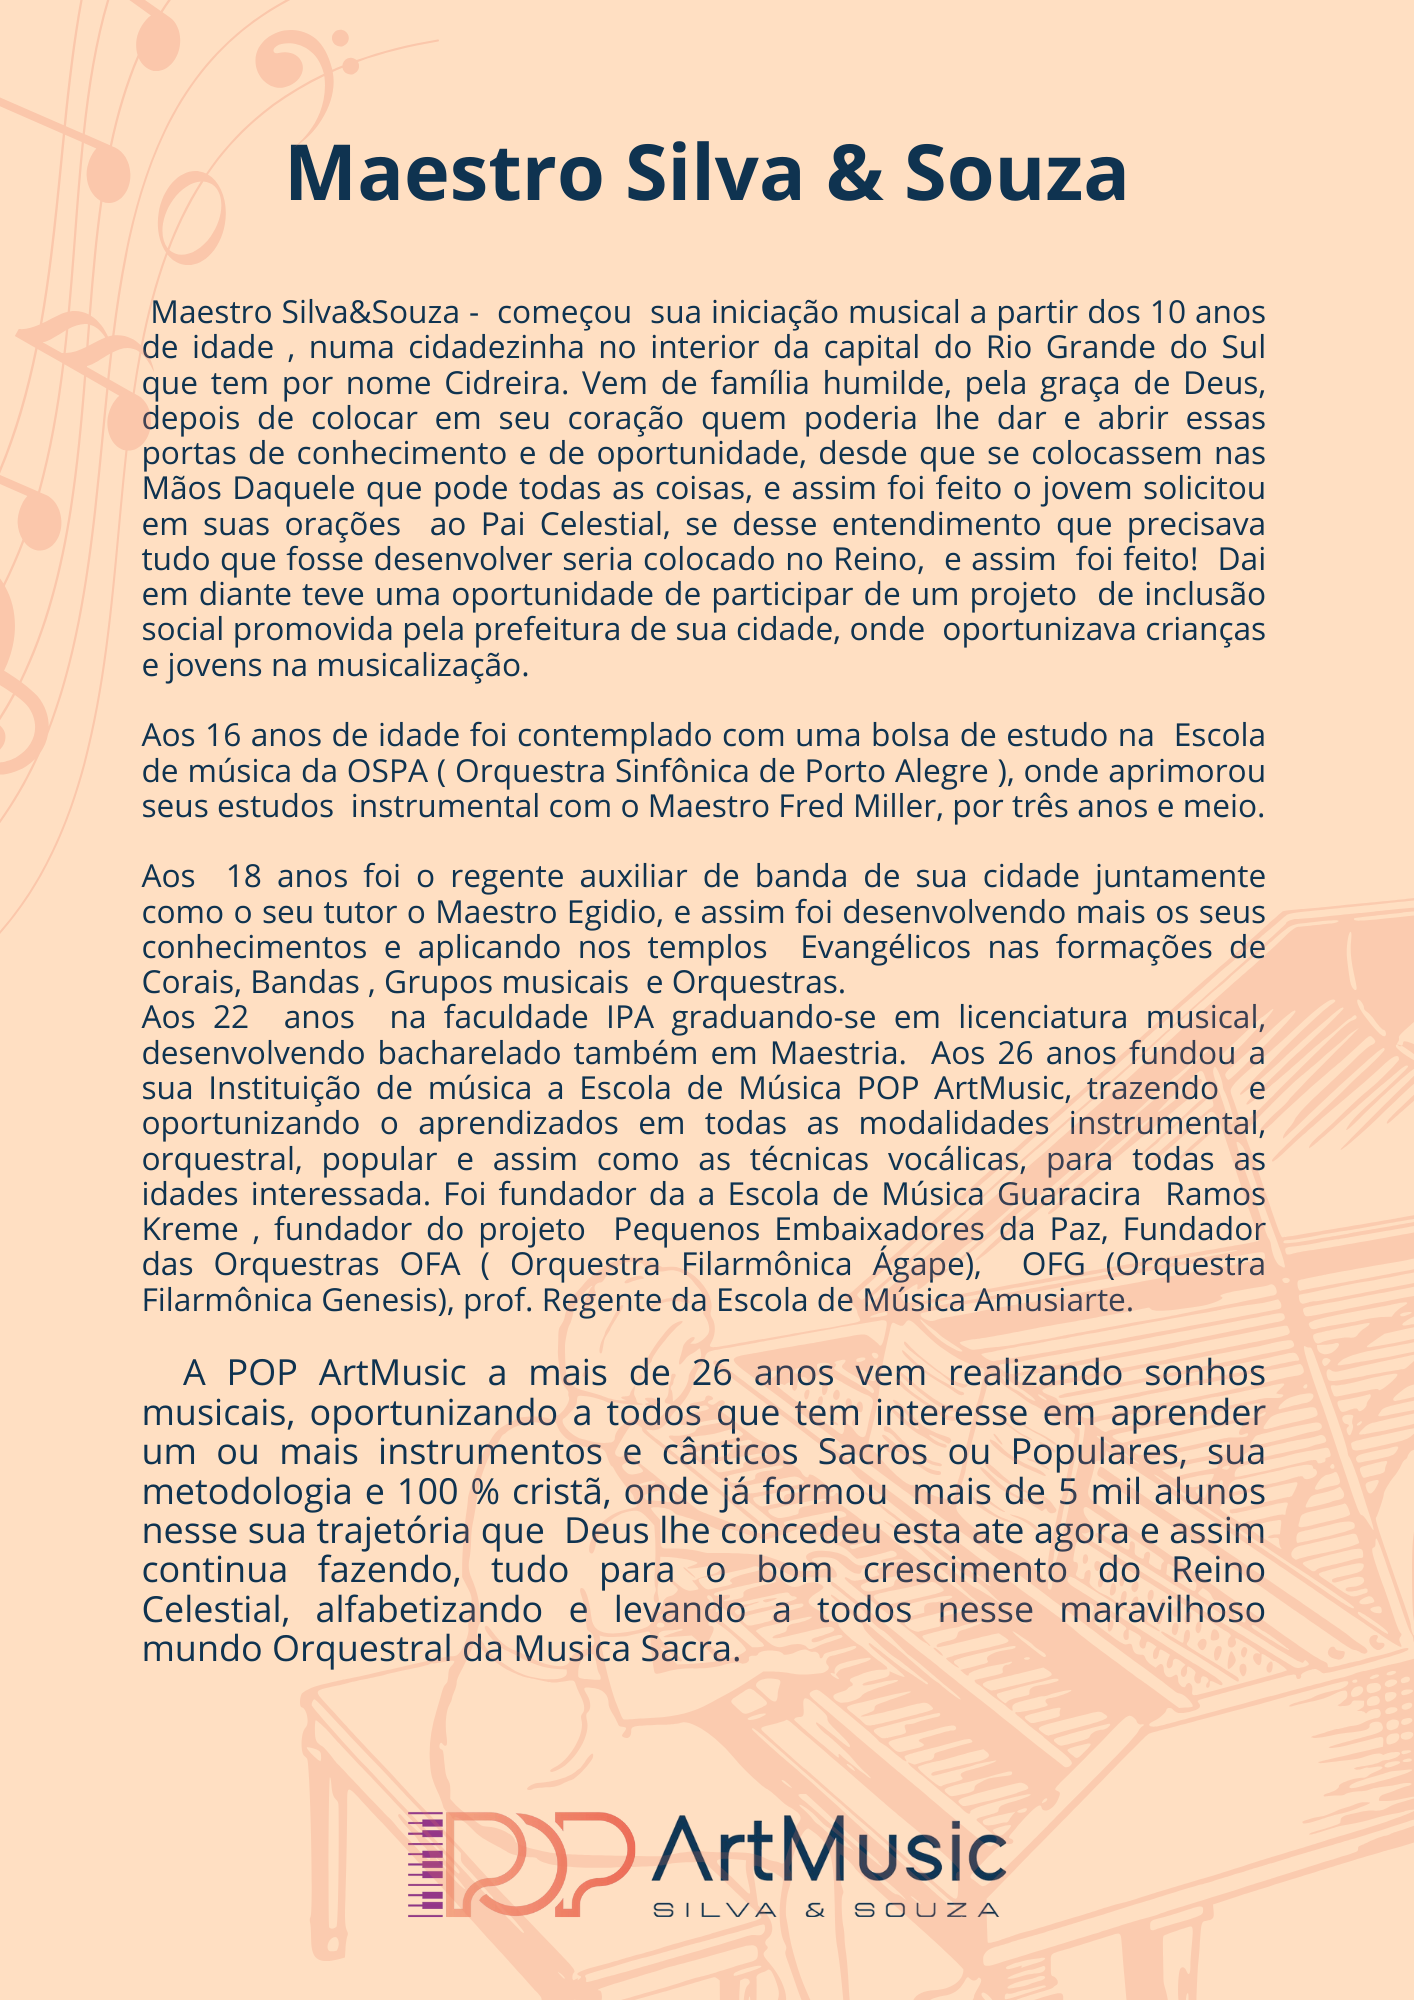 Maestro Silva & Souza
Maestro Silva&Souza - começou sua iniciação musical a partir dos 10 anos
de idade , numa cidadezinha no interior da capital do Rio Grande do Sul
que tem por nome Cidreira. Vem de família humilde, pela graça de Deus,
depois de colocar em seu coração quem poderia lhe dar e abrir essas
portas de conhecimento e de oportunidade, desde que se colocassem nas
Mãos Daquele que pode todas as coisas, e assim foi feito o jovem solicitou
em suas orações ao Pai Celestial, se desse entendimento que precisava
tudo que fosse desenvolver seria colocado no Reino, e assim foi feito! Dai
em diante teve uma oportunidade de participar de um projeto de inclusão
social promovida pela prefeitura de sua cidade, onde oportunizava crianças
e jovens na musicalização.
Aos 16 anos de idade foi contemplado com uma bolsa de estudo na Escola
de música da OSPA ( Orquestra Sinfônica de Porto Alegre ), onde aprimorou
seus estudos instrumental com o Maestro Fred Miller, por três anos e meio.
Aos 18 anos foi o regente auxiliar de banda de sua cidade juntamente
como o seu tutor o Maestro Egidio, e assim foi desenvolvendo mais os seus
conhecimentos e aplicando nos templos Evangélicos nas formações de
Corais, Bandas , Grupos musicais e Orquestras.
Aos 22 anos na faculdade IPA graduando-se em licenciatura musical,
desenvolvendo bacharelado também em Maestria. Aos 26 anos fundou a
sua Instituição de música a Escola de Música POP ArtMusic, trazendo e
oportunizando o aprendizados em todas as modalidades instrumental,
orquestral, popular e assim como as técnicas vocálicas, para todas as
idades interessada. Foi fundador da a Escola de Música Guaracira Ramos
Kreme , fundador do projeto Pequenos Embaixadores da Paz, Fundador
das Orquestras OFA ( Orquestra Filarmônica Ágape), OFG (Orquestra
Filarmônica Genesis), prof. Regente da Escola de Música Amusiarte.
A POP ArtMusic a mais de 26 anos vem realizando sonhos
musicais, oportunizando a todos que tem interesse em aprender
um ou mais instrumentos e cânticos Sacros ou Populares, sua
metodologia e 100 % cristã, onde já formou mais de 5 mil alunos
nesse sua trajetória que Deus lhe concedeu esta ate agora e assim
continua fazendo, tudo para o bom crescimento do Reino
Celestial, alfabetizando e levando a todos nesse maravilhoso
mundo Orquestral da Musica Sacra.
POP ArtMusic
SILVA & SOUZA